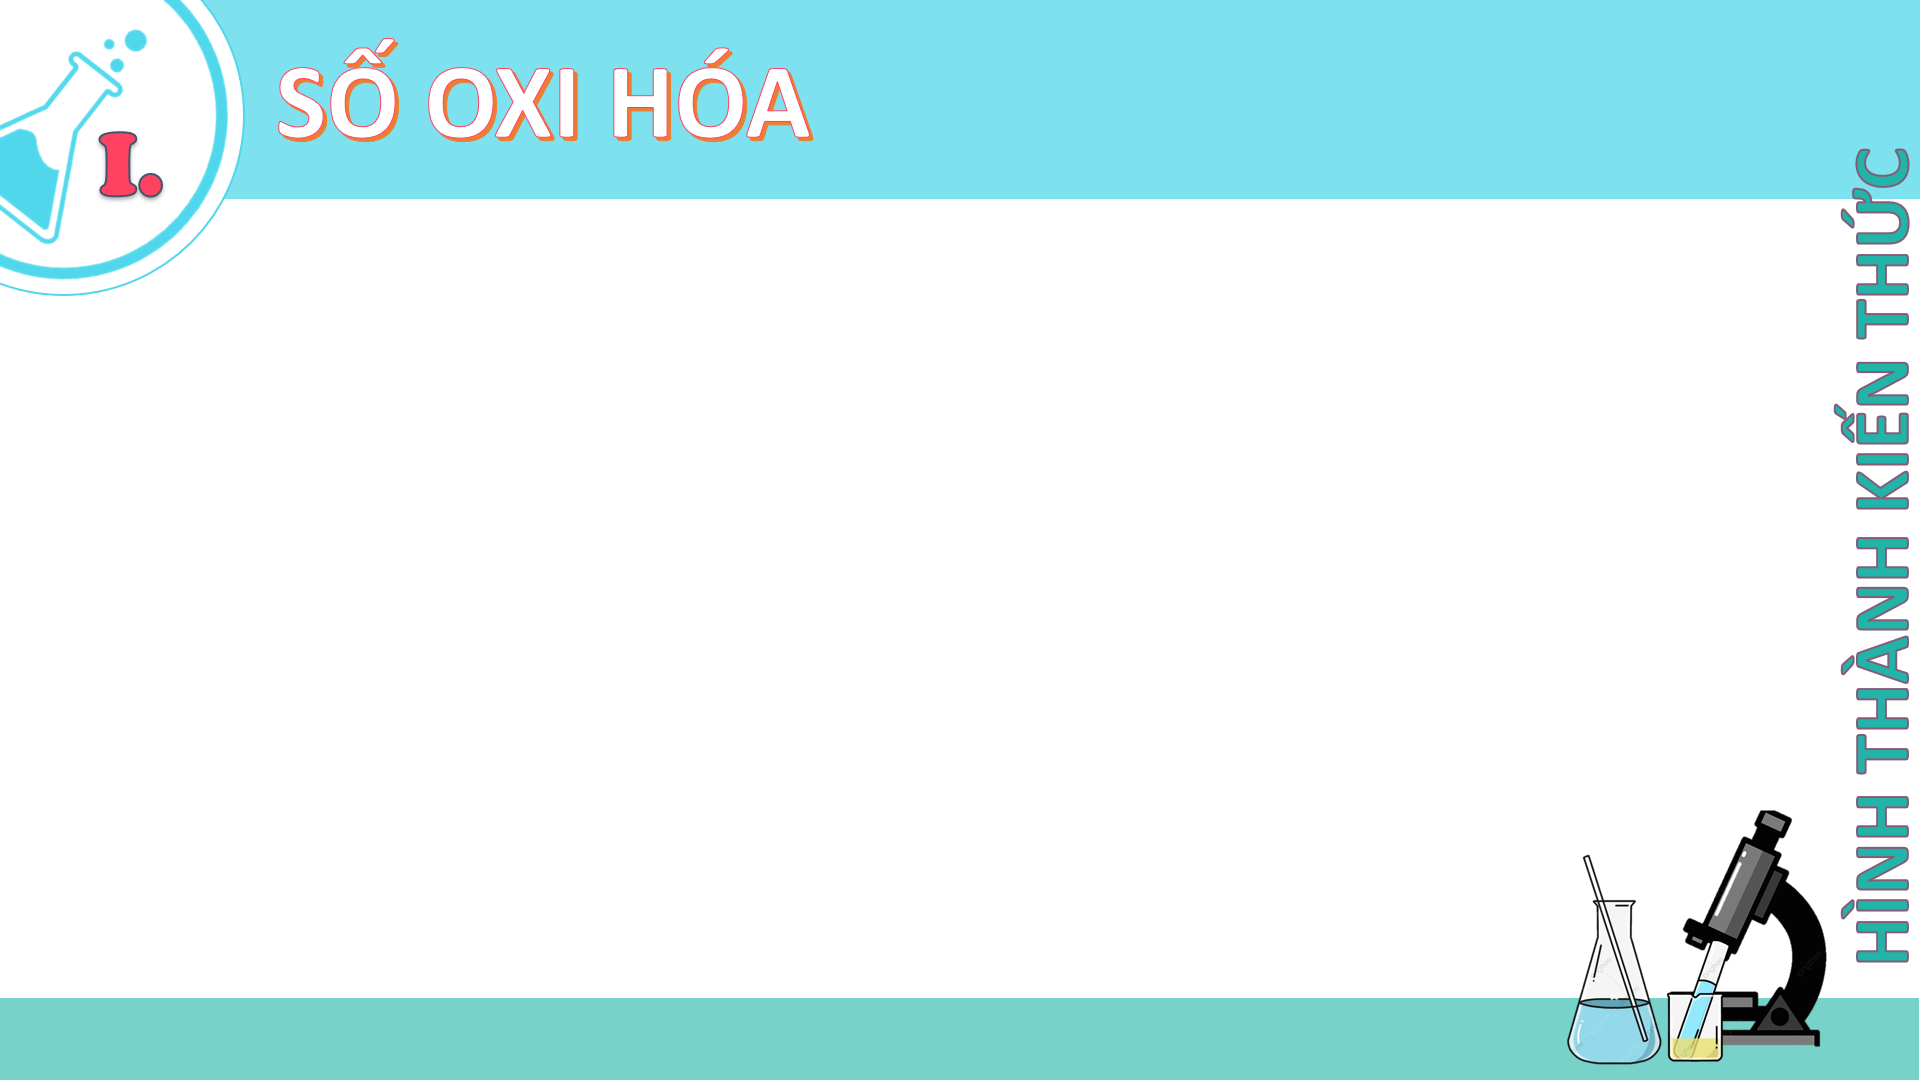 I.
SỐ OXI HÓA
HÌNH THÀNH KIẾN THỨC